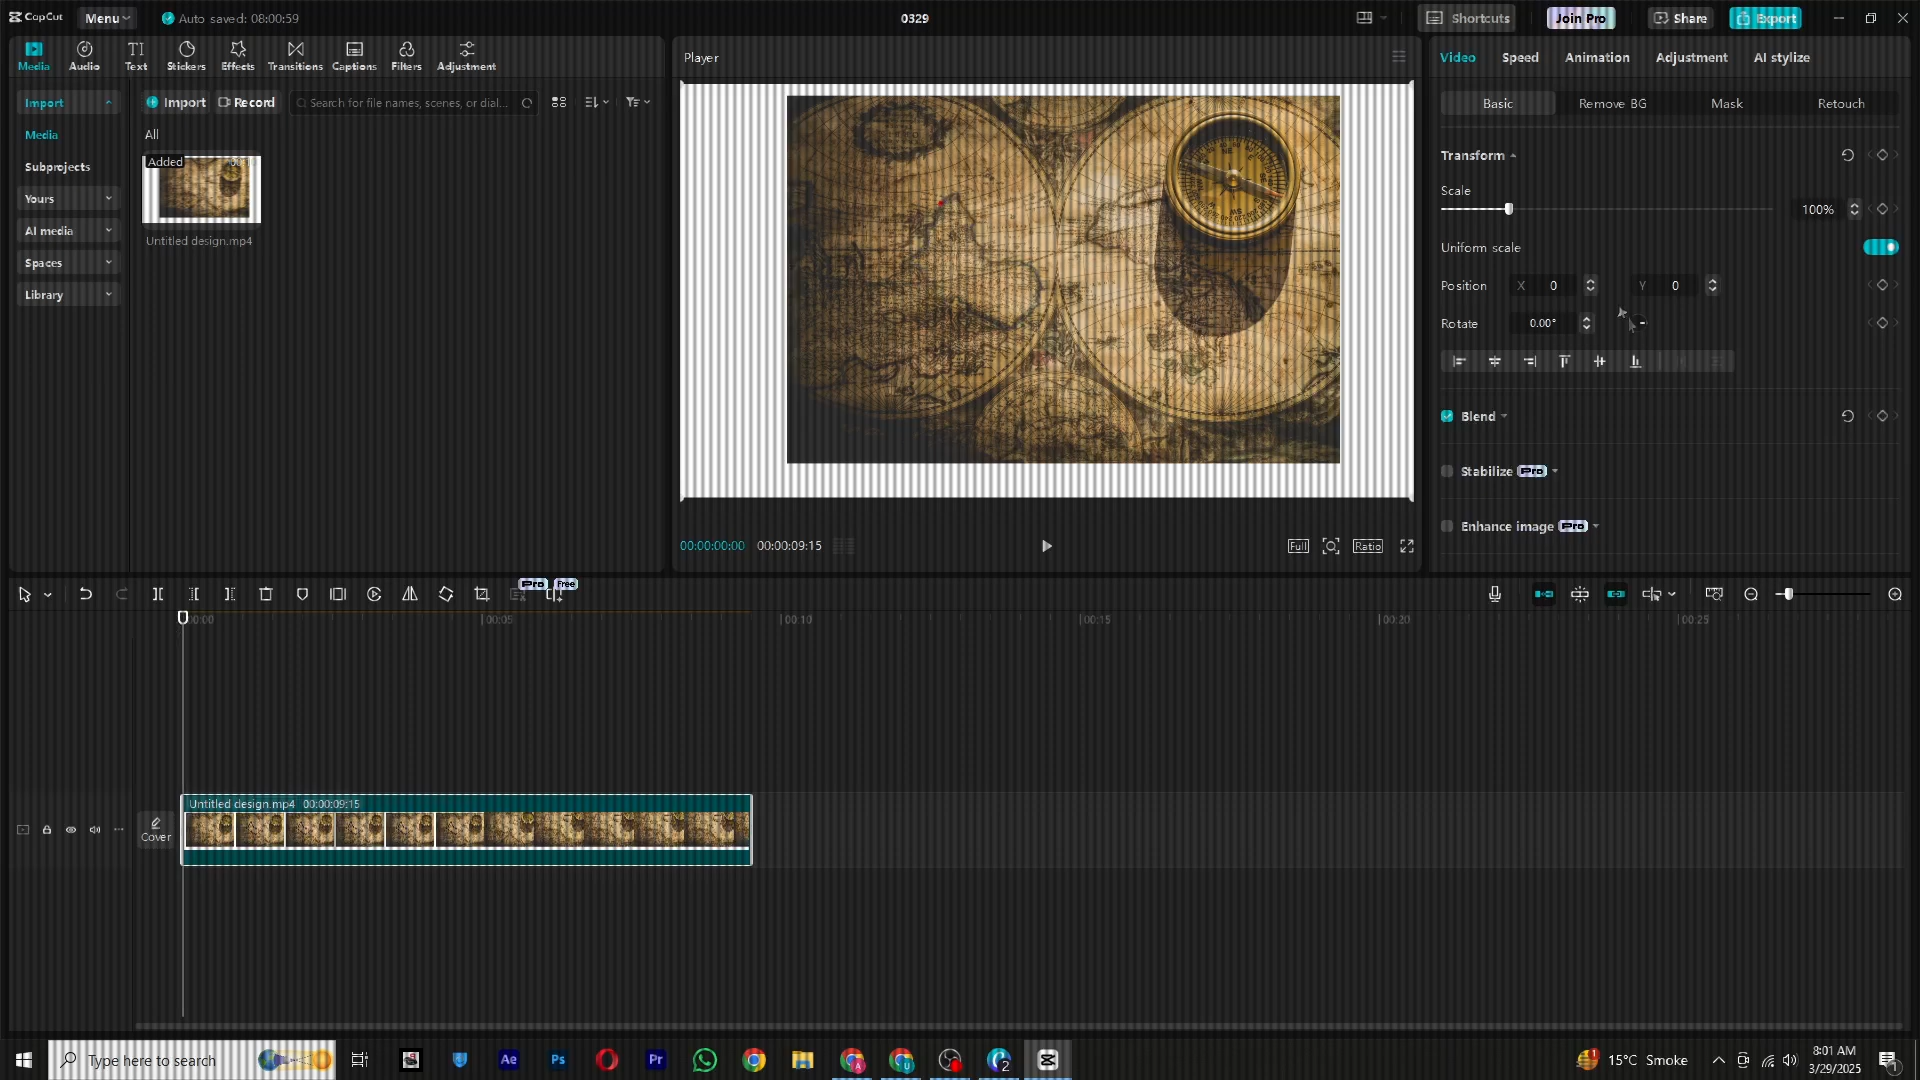 CapCut Menu Auto saved: 08:00:59 0329 Shortcuts Join Pro Share Export
Media Audio Text Stickers Effects Transitions Captions Filters Adjustment
Player
Video Speed Animation Adjustment AI stylize
Import
Media
Subprojects
Yours
AI media
Spaces
Library
Import Record Search for file names, scenes, or dial...
All
Added
Untitled design.mp4
Basic Remove BG Mask Retouch
Transform
Scale
100%
Uniform scale
Position X 0 Y 0
Rotate 0.00°
Blend
Stabilize Pro
Enhance image Pro
00:00:00:00 00:00:09:15
Full Ratio
Pro Free
00:00 00:05 00:10 00:15 00:20 00:25
Untitled design.mp4 00:00:09:15
Cover
Type here to search
Ae Ps Pr
15°C Smoke
8:01 AM
3/29/2025